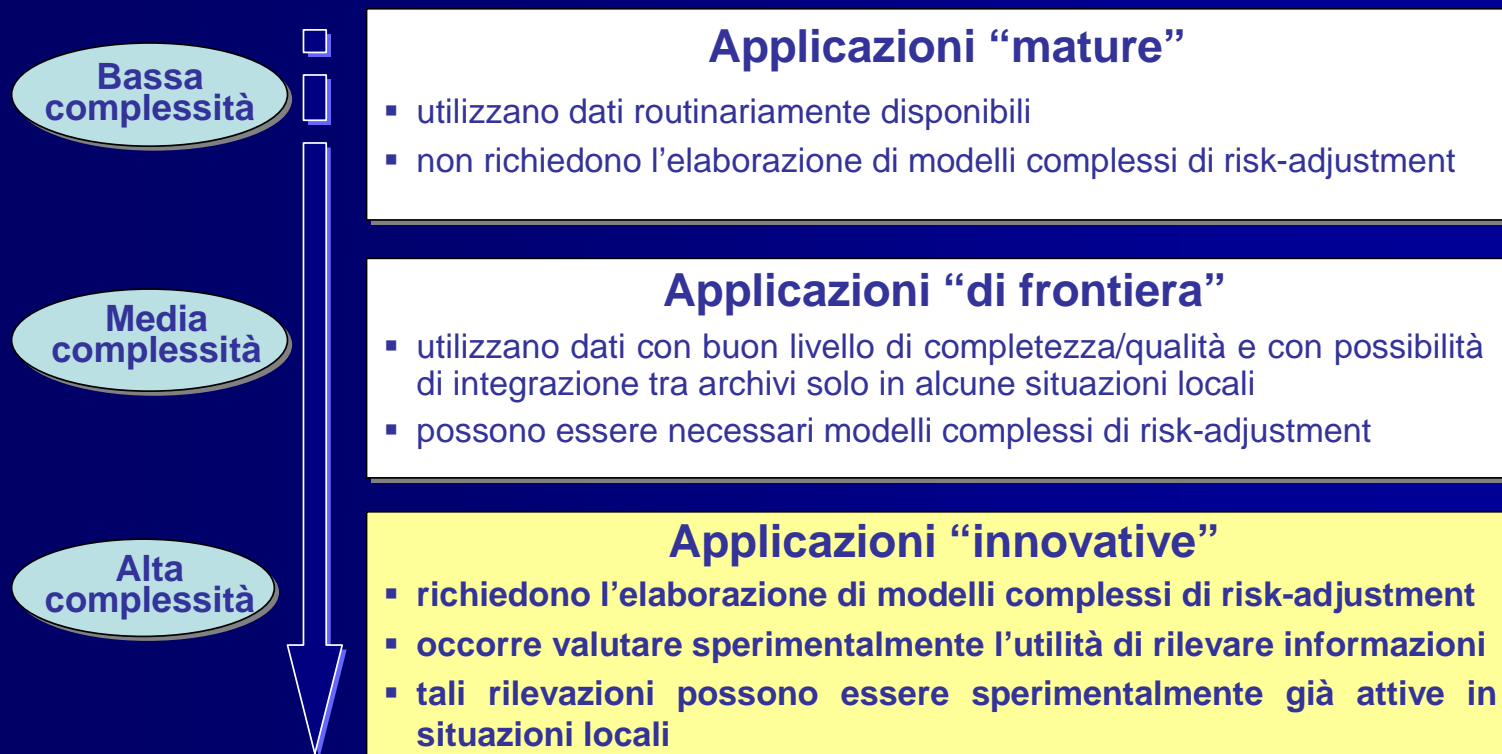 Bassa
complessità
Applicazioni “mature”
▪ utilizzano dati routinariamente disponibili
▪ non richiedono l’elaborazione di modelli complessi di risk-adjustment
Media
complessità
Applicazioni “di frontiera”
▪ utilizzano dati con buon livello di completezza/qualità e con possibilità
di integrazione tra archivi solo in alcune situazioni locali
▪ possono essere necessari modelli complessi di risk-adjustment
Alta
complessità
Applicazioni “innovative”
▪ richiedono l’elaborazione di modelli complessi di risk-adjustment
▪ occorre valutare sperimentalmente l’utilità di rilevare informazioni
▪ tali rilevazioni possono essere sperimentalmente già attive in
situazioni locali